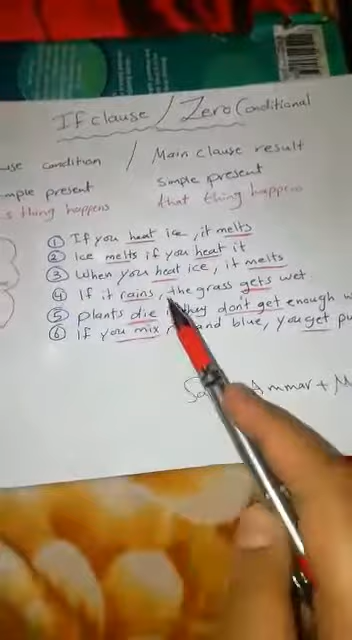 If clause / Zero Conditional
condition / Main clause result
simple present
thing happens that thing happens
① If you heat ice, it melts
② Ice melts if you heat it
③ When you heat ice, it melts
④ If it rains, the grass gets wet
⑤ plants die they don't get enough
⑥ If you mix and blue, you get
Ammar +